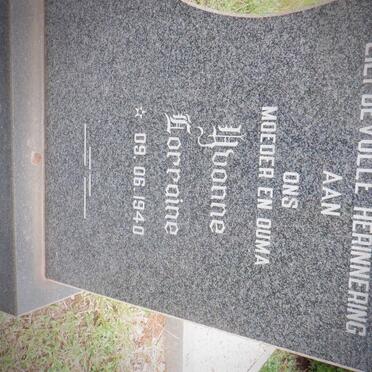 LIEFDEVOLLE HERINNERING
AAN
ONS
MOEDER EN OUMA
Yvonne
Lorraine
☆ 09.06.1940